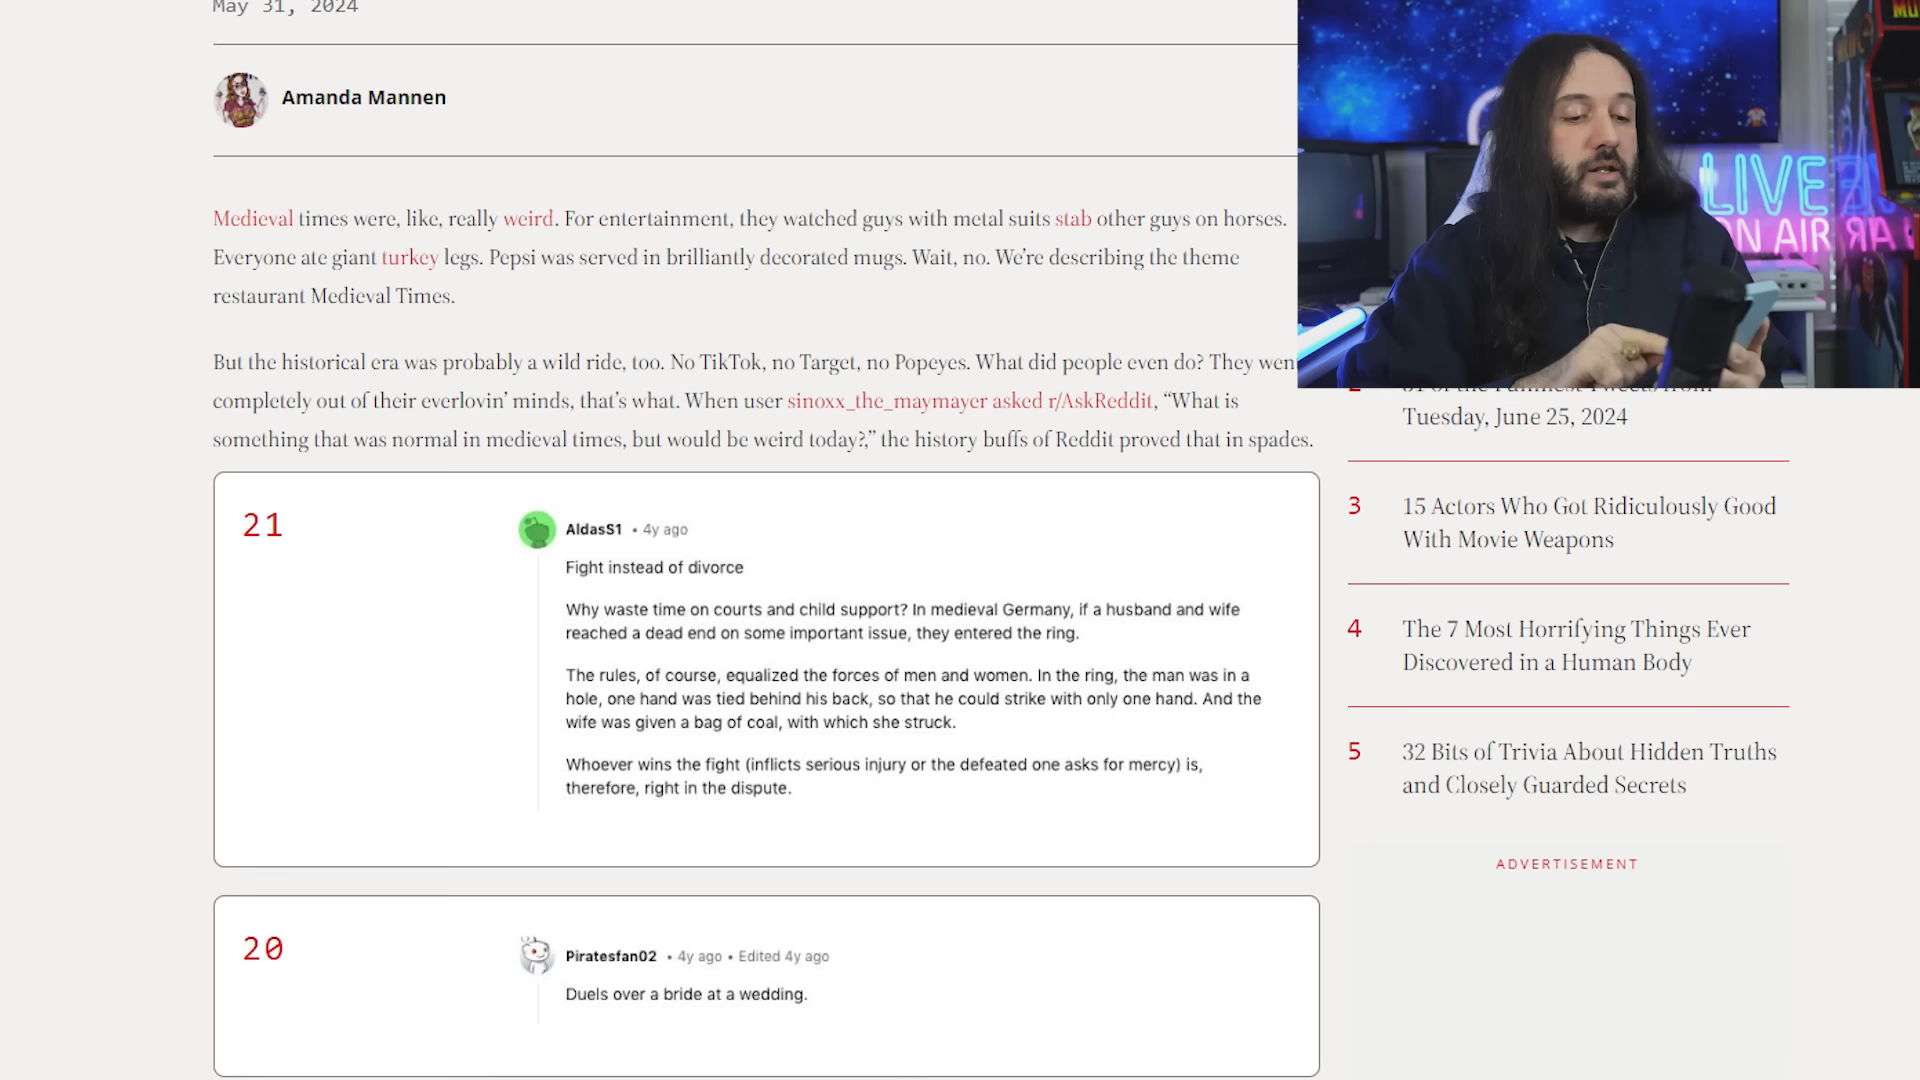 May 31, 2024
Amanda Mannen
Medieval times were, like, really weird. For entertainment, they watched guys with metal suits stab other guys on horses.
Everyone ate giant turkey legs. Pepsi was served in brilliantly decorated mugs. Wait, no. We're describing the theme
restaurant Medieval Times.
But the historical era was probably a wild ride, too. No TikTok, no Target, no Popeyes. What did people even do? They wen
completely out of their everlovin' minds, that's what. When user sinoxx_the_maymayer asked r/AskReddit, “What is
something that was normal in medieval times, but would be weird today?,” the history buffs of Reddit proved that in spades.
21
AldasS1 • 4y ago
Fight instead of divorce
Why waste time on courts and child support? In medieval Germany, if a husband and wife
reached a dead end on some important issue, they entered the ring.
The rules, of course, equalized the forces of men and women. In the ring, the man was in a
hole, one hand was tied behind his back, so that he could strike with only one hand. And the
wife was given a bag of coal, with which she struck.
Whoever wins the fight (inflicts serious injury or the defeated one asks for mercy) is,
therefore, right in the dispute.
20
Piratesfan02 • 4y ago • Edited 4y ago
Duels over a bride at a wedding.
LIVE
ON AIR
Tuesday, June 25, 2024
3 15 Actors Who Got Ridiculously Good
With Movie Weapons
4 The 7 Most Horrifying Things Ever
Discovered in a Human Body
5 32 Bits of Trivia About Hidden Truths
and Closely Guarded Secrets
ADVERTISEMENT